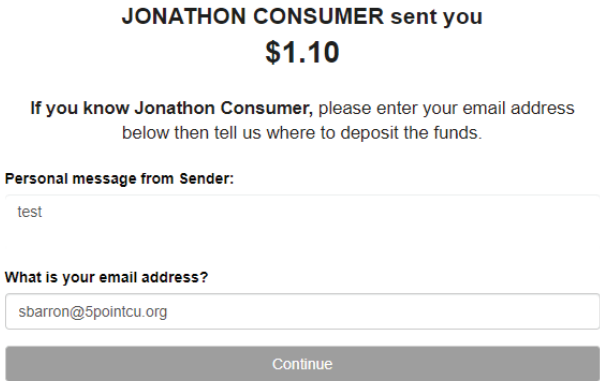 JONATHON CONSUMER sent you
$1.10
If you know Jonathon Consumer, please enter your email address
below then tell us where to deposit the funds.
Personal message from Sender:
test
What is your email address?
sbarron@5pointcu.org
Continue